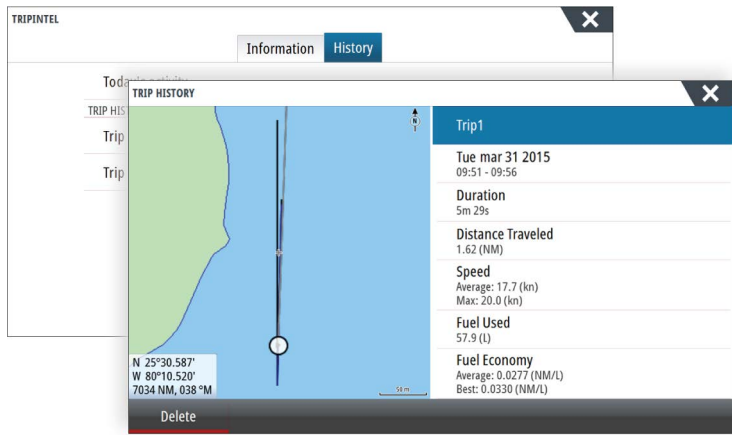 TRIPINTEL
Information
History
Today's activity
TRIP HIS
Trip
Trip
TRIP HISTORY
N
Trip1
Tue mar 31 2015
09:51 - 09:56
Duration
5m 29s
Distance Traveled
1.62 (NM)
Speed
Average: 17.7 (kn)
Max: 20.0 (kn)
Fuel Used
57.9 (L)
Fuel Economy
Average: 0.0277 (NM/L)
Best: 0.0330 (NM/L)
N 25°30.587'
W 80°10.520'
7034 NM, 038 °M
50 m
Delete